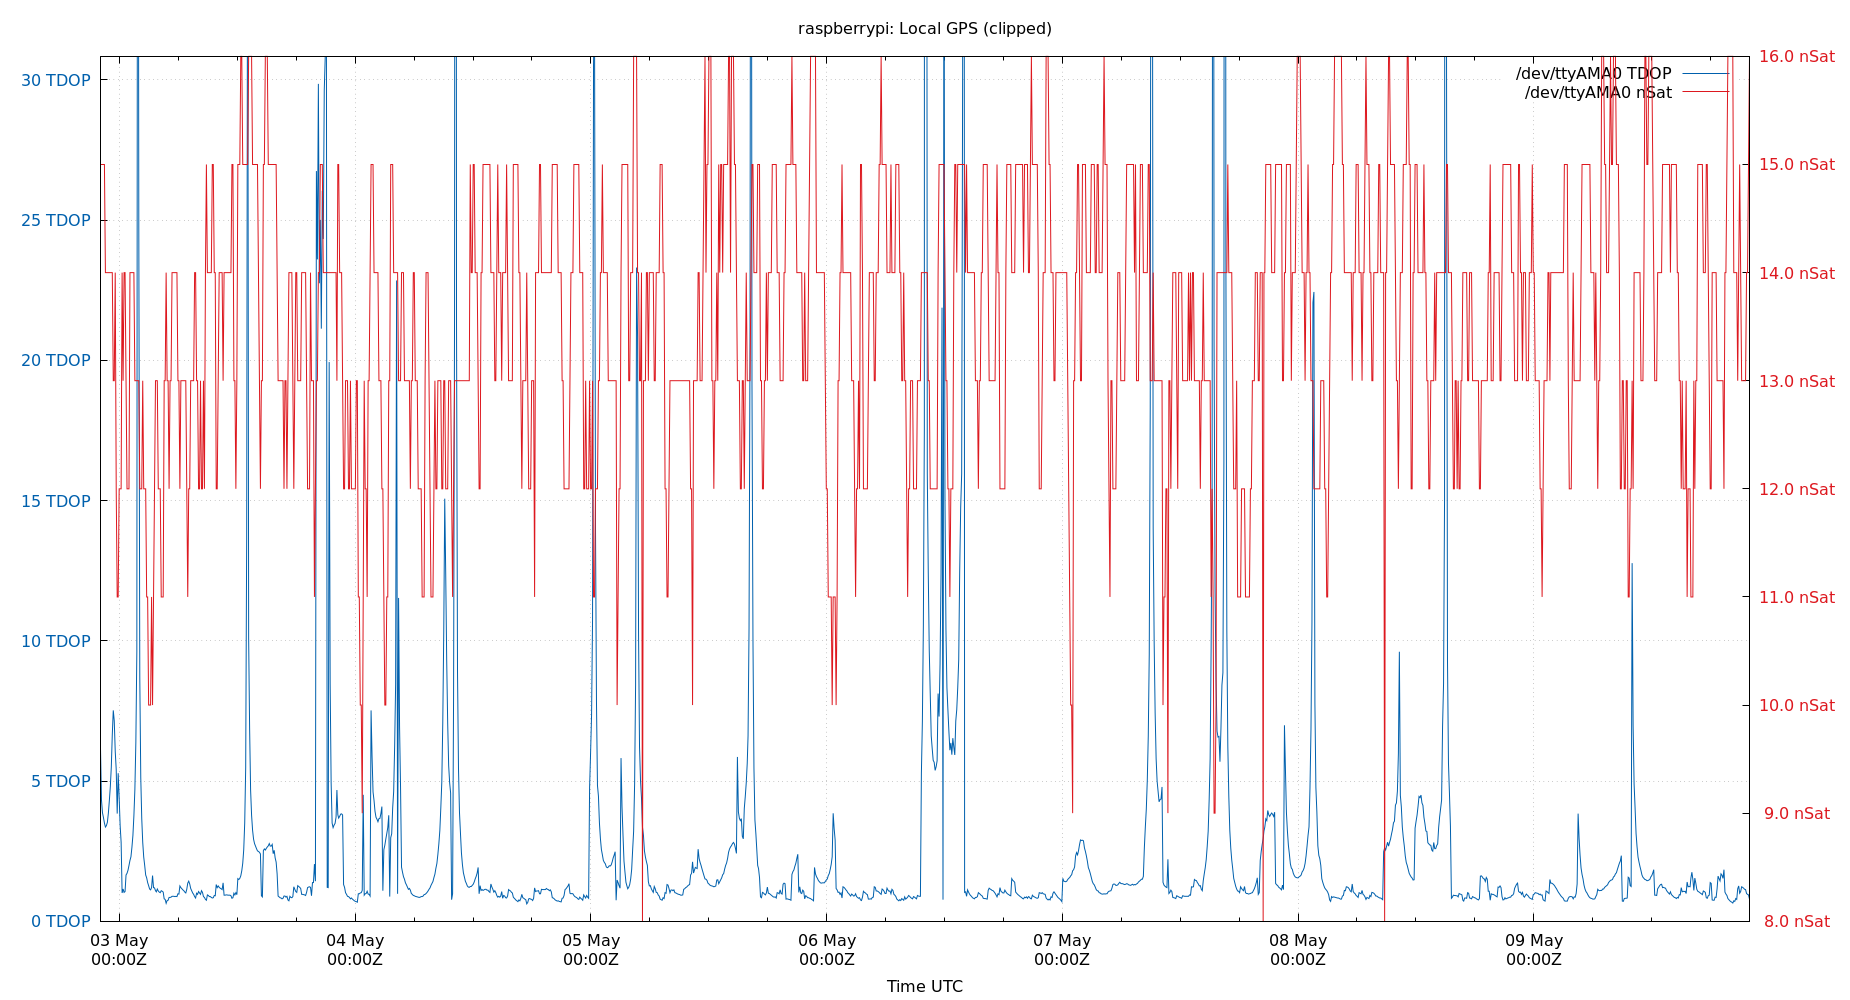 raspberrypi: Local GPS (clipped)
/dev/ttyAMA0 TDOP
/dev/ttyAMA0 nSat
30 TDOP
25 TDOP
20 TDOP
15 TDOP
10 TDOP
5 TDOP
0 TDOP
16.0 nSat
15.0 nSat
14.0 nSat
13.0 nSat
12.0 nSat
11.0 nSat
10.0 nSat
9.0 nSat
8.0 nSat
03 May
00:00Z
04 May
00:00Z
05 May
00:00Z
06 May
00:00Z
07 May
00:00Z
08 May
00:00Z
09 May
00:00Z
Time UTC